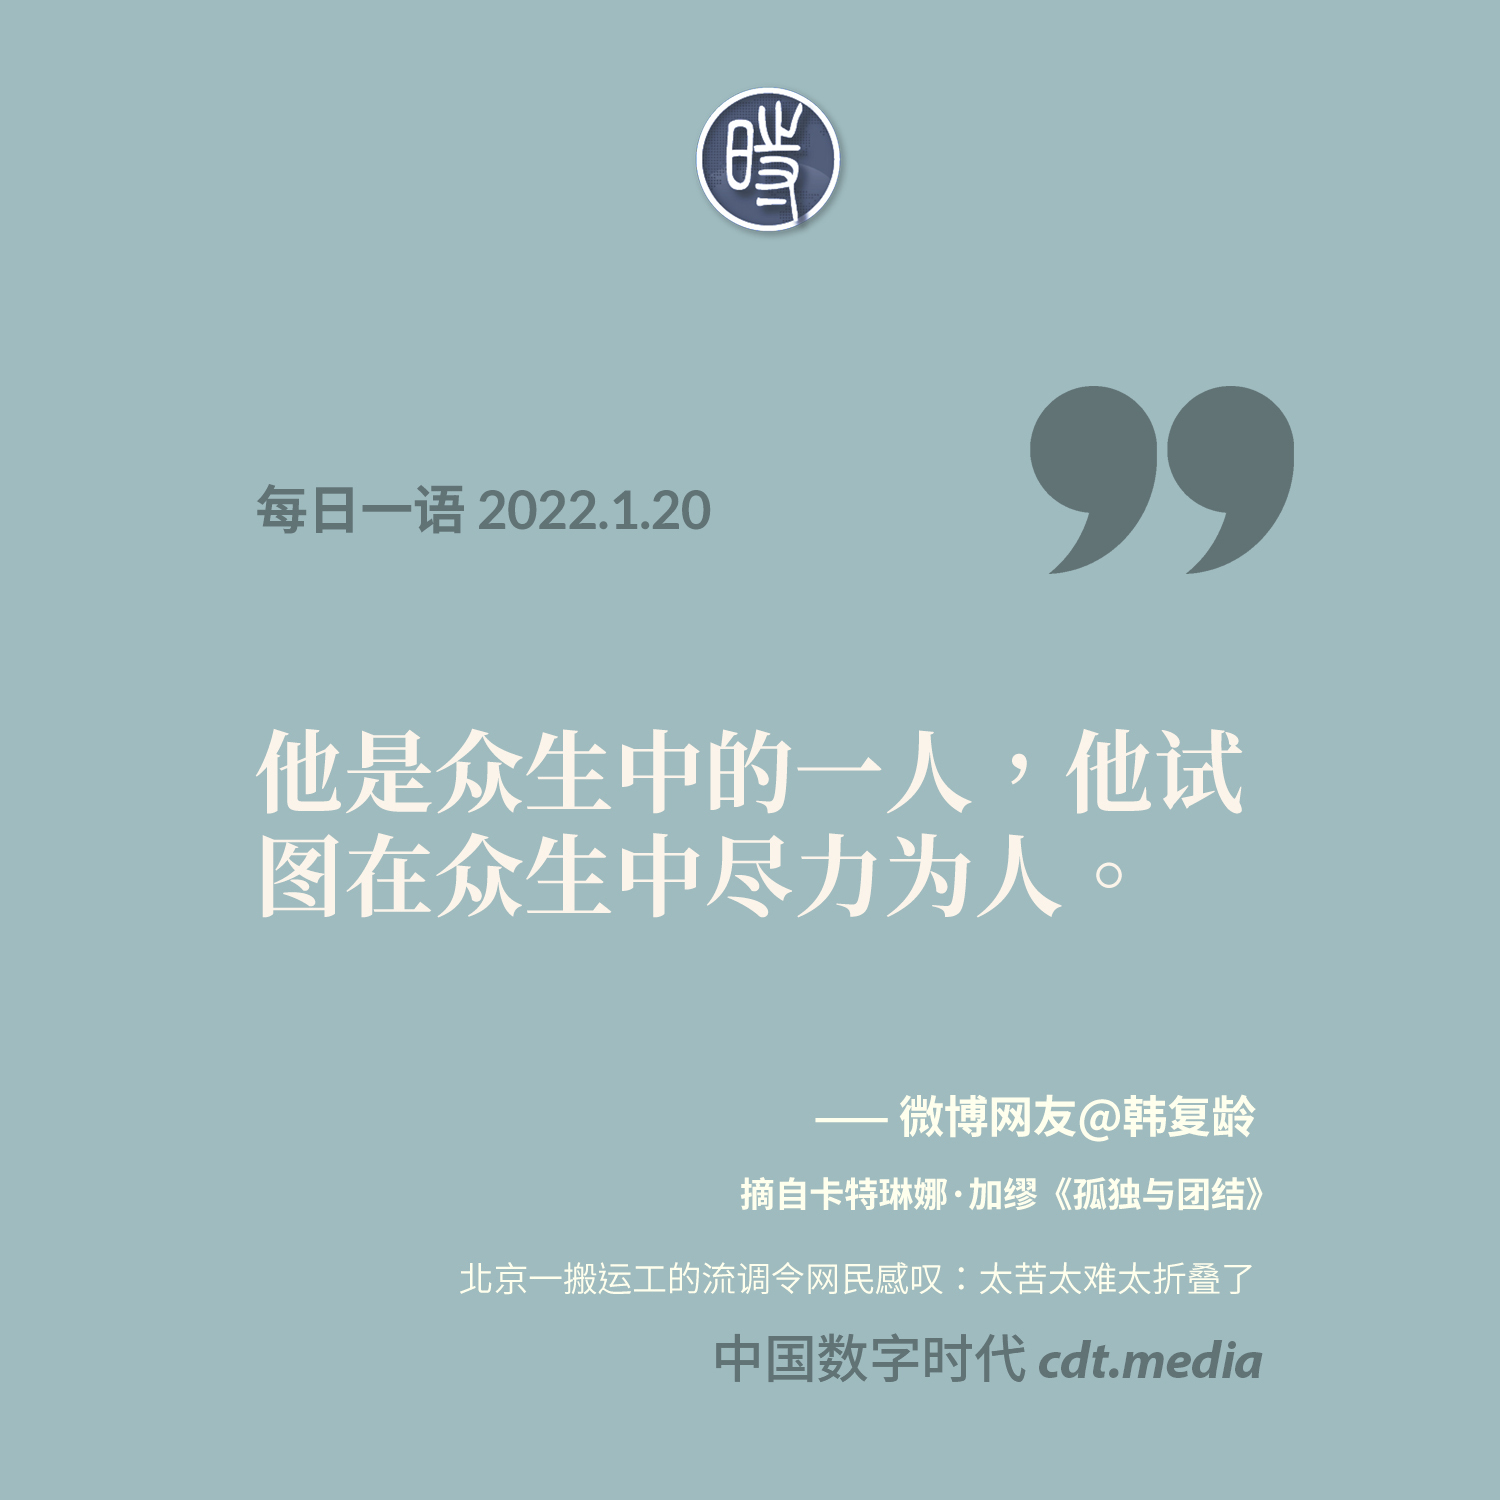 時
每日一语 2022.1.20
他是众生中的一人，他试
图在众生中尽力为人。
—— 微博网友@韩复龄
摘自卡特琳娜·加缪《孤独与团结》
北京一搬运工的流调令网民感叹：太苦太难太折叠了
中国数字时代 cdt.media